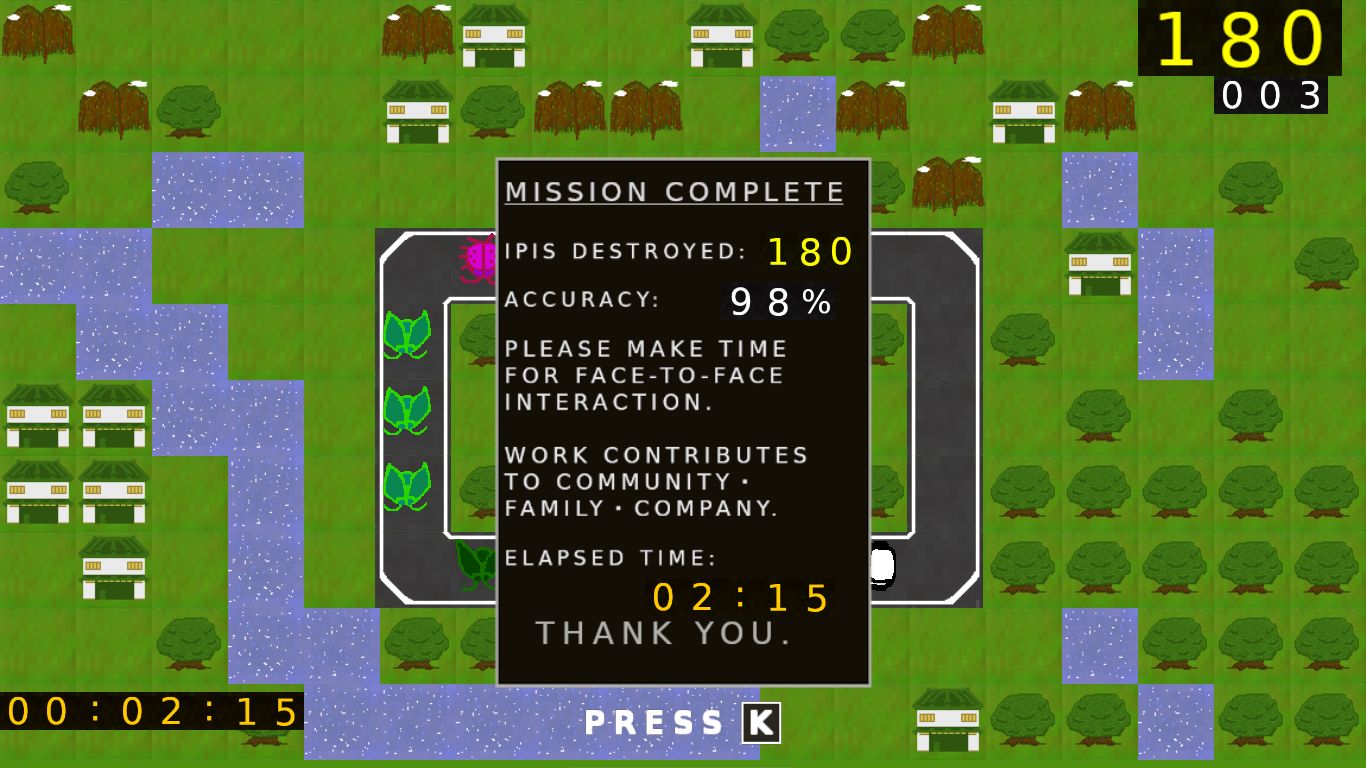 180
003
MISSION COMPLETE
IPIS DESTROYED: 180
ACCURACY: 98%
PLEASE MAKE TIME
FOR FACE-TO-FACE
INTERACTION.
WORK CONTRIBUTES
TO COMMUNITY・
FAMILY・COMPANY.
ELAPSED TIME:
02:15
THANK YOU.
00:02:15
PRESS K